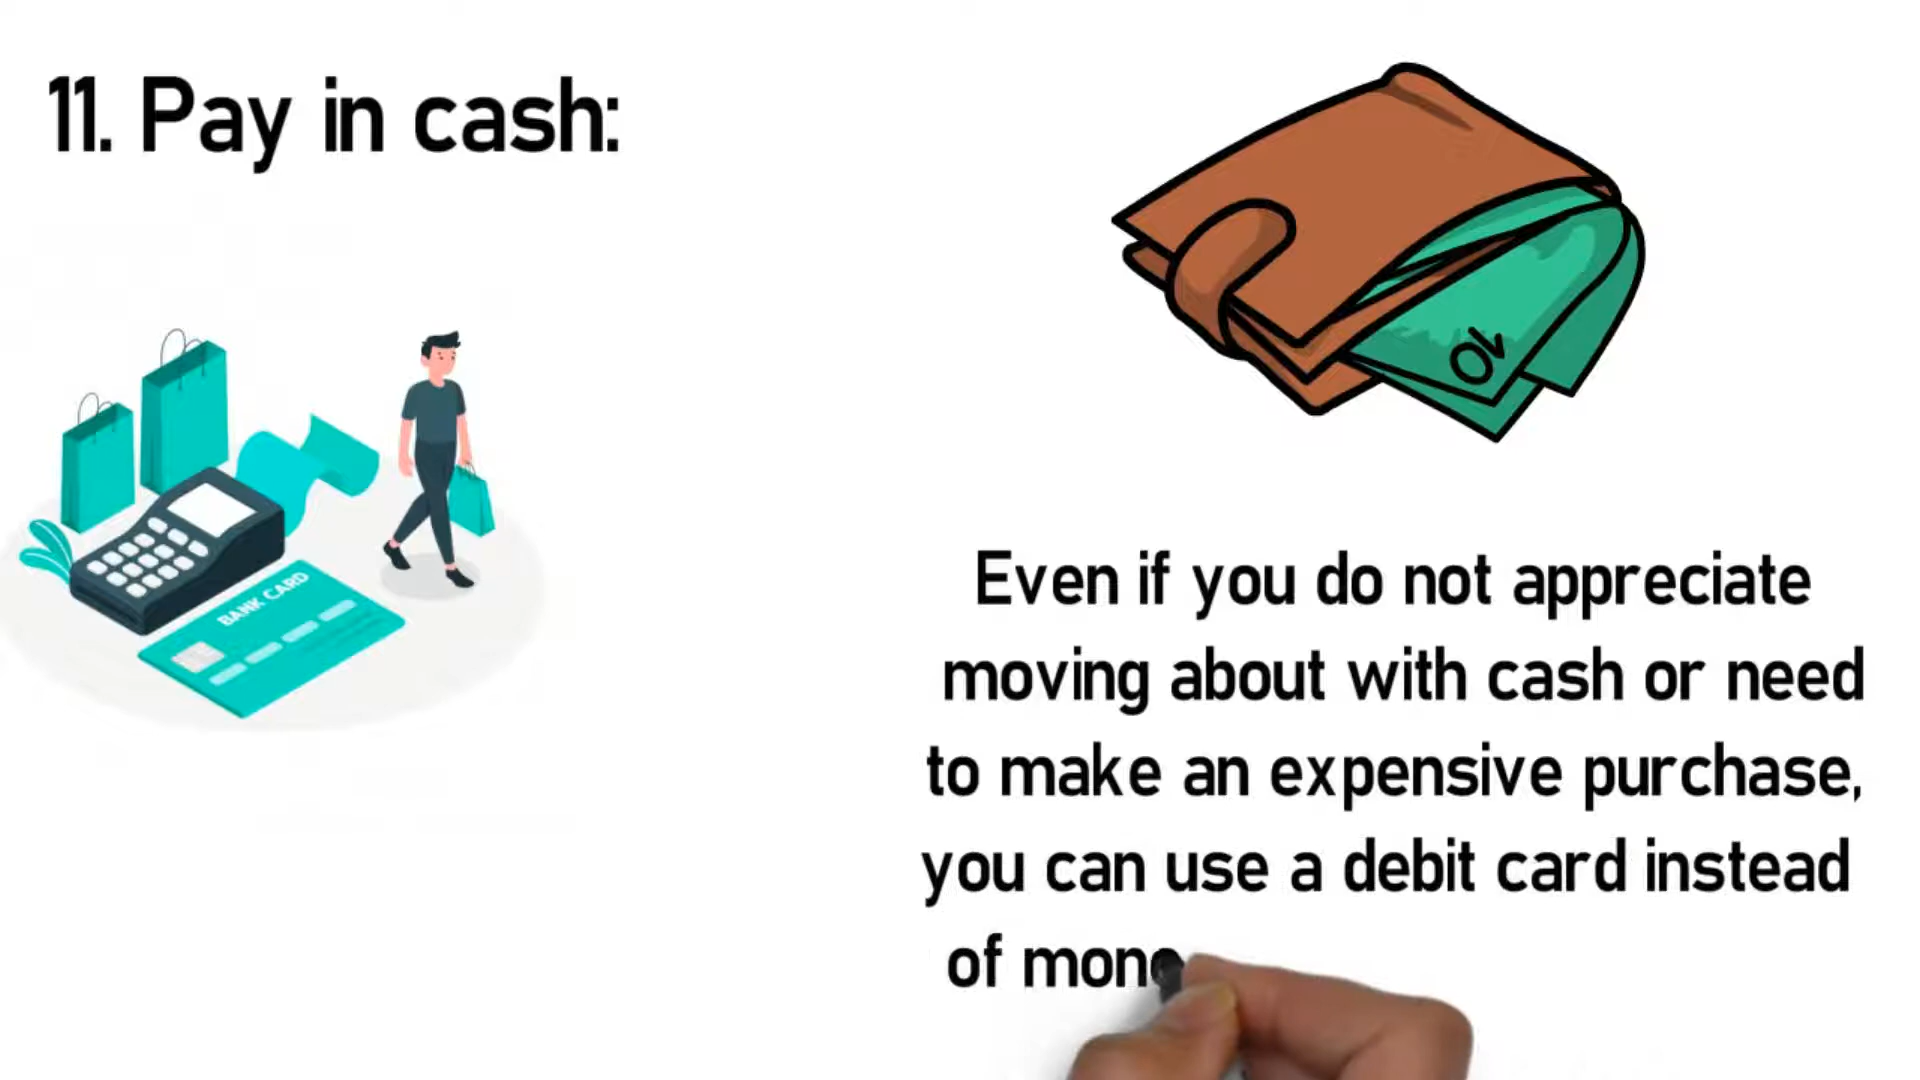 11. Pay in cash:
BANK CARD
10
Even if you do not appreciate
moving about with cash or need
to make an expensive purchase,
you can use a debit card instead
of mon